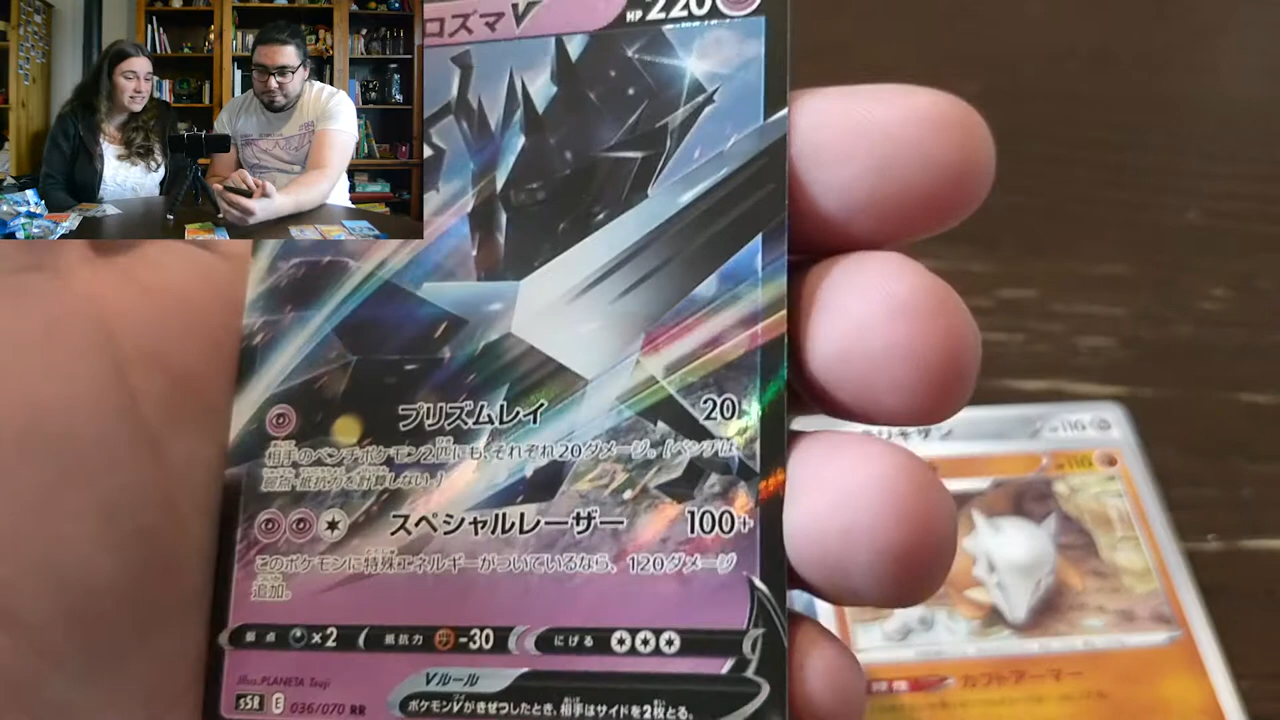 ロズマV HP 220
プリズムレイ 20
相手のベンチポケモン2匹にも、それぞれ20ダメージ。[ベンチは
弱点・抵抗力を計算しない。]
スペシャルレーザー 100+
このポケモンに特殊エネルギーがついているなら、120ダメージ
追加。
弱点 ×2 抵抗力 -30 にげる
Illus. PLANETA Tsuji
Vルール
s5R E 036/070 RR
ポケモンVがきぜつしたとき、相手はサイドを2枚とる。
HP 110
特性 カブトアーマー